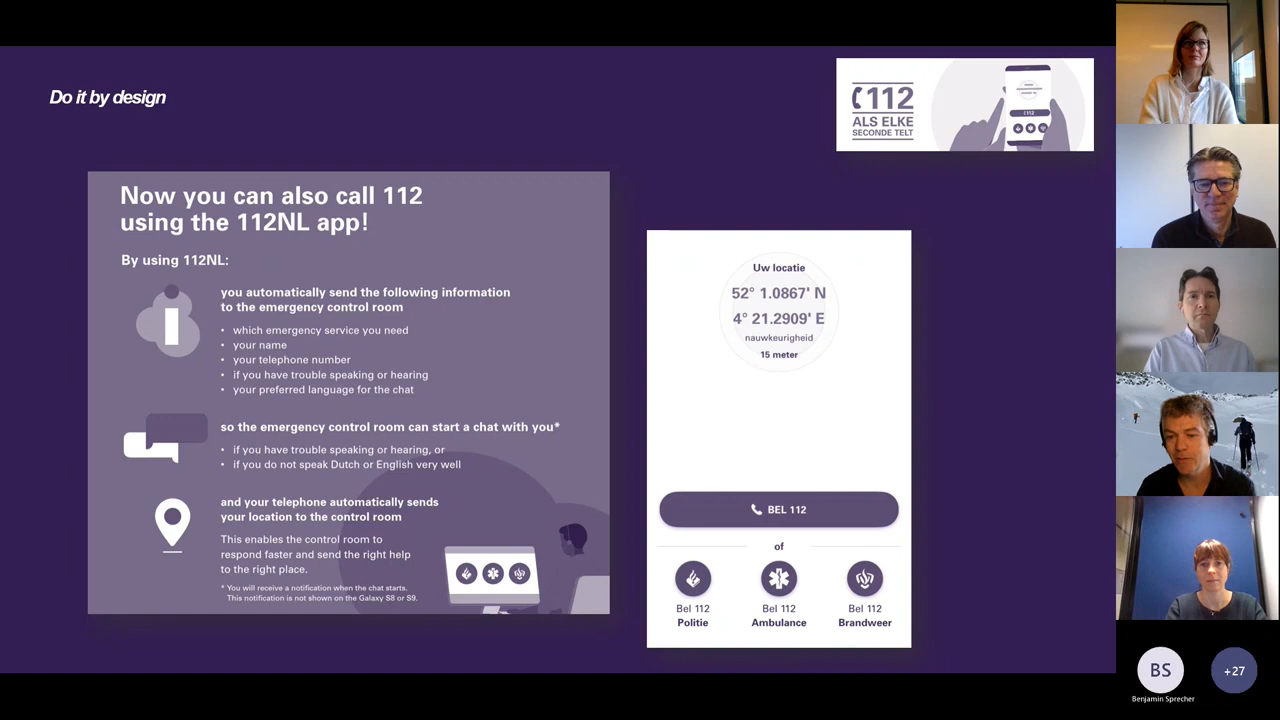 Do it by design
112
ALS ELKE
SECONDE TELT
Now you can also call 112
using the 112NL app!
By using 112NL:
you automatically send the following information
to the emergency control room
• which emergency service you need
• your name
• your telephone number
• if you have trouble speaking or hearing
• your preferred language for the chat
so the emergency control room can start a chat with you*
• if you have trouble speaking or hearing, or
• if you do not speak Dutch or English very well
and your telephone automatically sends
your location to the control room
This enables the control room to
respond faster and send the right help
to the right place.
* You will receive a notification when the chat starts.
This notification is not shown on the Galaxy S8 or S9.
Uw locatie
52° 1.0867' N
4° 21.2909' E
nauwkeurigheid
15 meter
BEL 112
of
Bel 112
Politie
Bel 112
Ambulance
Bel 112
Brandweer
BS
+27
Benjamin Sprecher